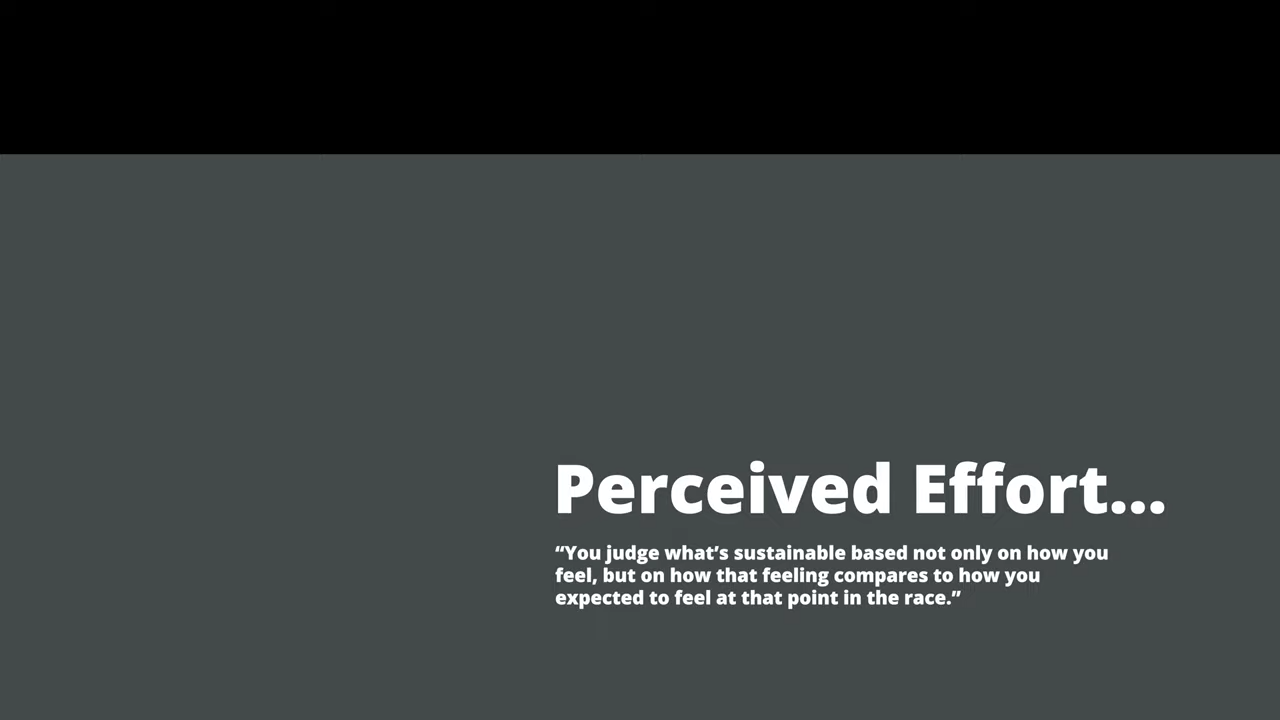 Perceived Effort...
“You judge what’s sustainable based not only on how you
feel, but on how that feeling compares to how you
expected to feel at that point in the race.”